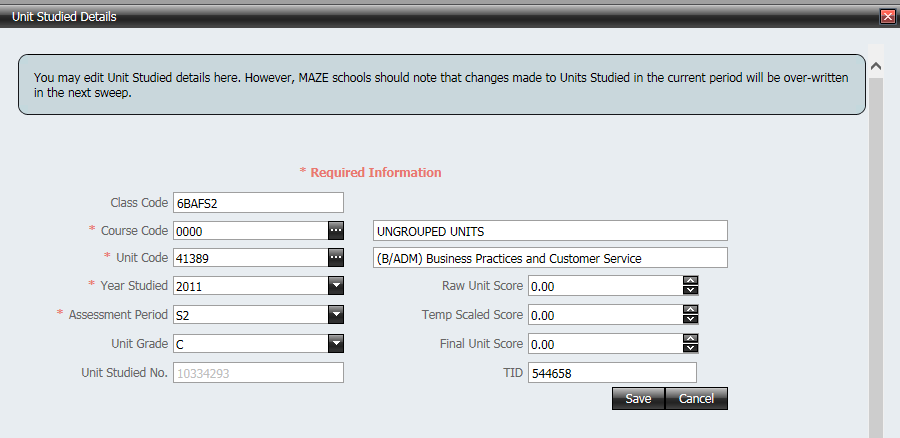 Unit Studied Details
You may edit Unit Studied details here. However, MAZE schools should note that changes made to Units Studied in the current period will be over-written
in the next sweep.
* Required Information
Class Code 6BAFS2
* Course Code 0000 ... UNGROUPED UNITS
* Unit Code 41389 ... (B/ADM) Business Practices and Customer Service
* Year Studied 2011 Raw Unit Score 0.00
* Assessment Period S2 Temp Scaled Score 0.00
Unit Grade C Final Unit Score 0.00
Unit Studied No. 10334293 TID 544658
Save Cancel